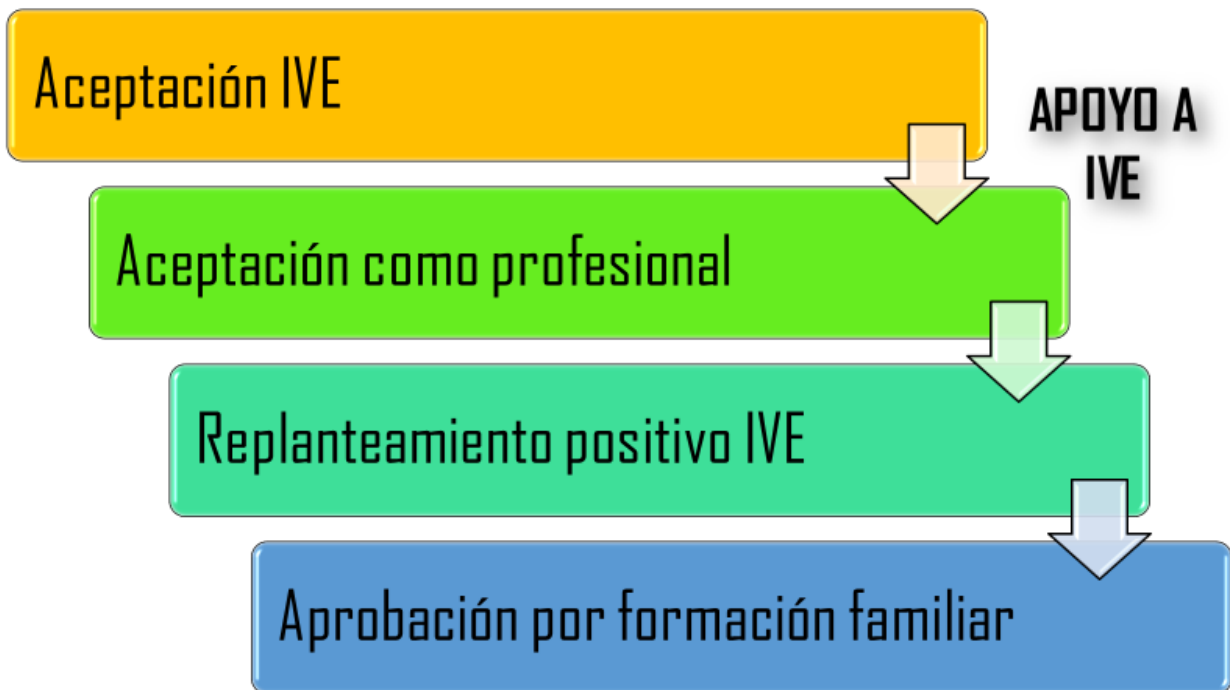 Aceptación IVE
APOYO A
IVE
Aceptación como profesional
Replanteamiento positivo IVE
Aprobación por formación familiar